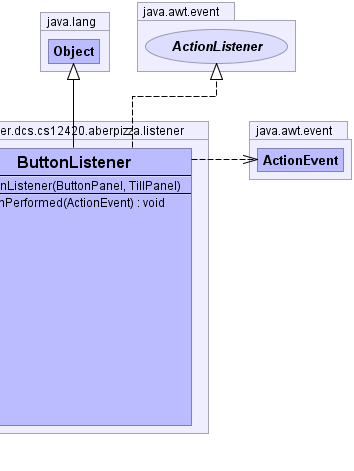 java.awt.event
java.lang
ActionListener
Object
er.dcs.cs12420.aberpizza.listener
java.awt.event
ButtonListener
ActionEvent
nListener(ButtonPanel, TillPanel)
nPerformed(ActionEvent) : void